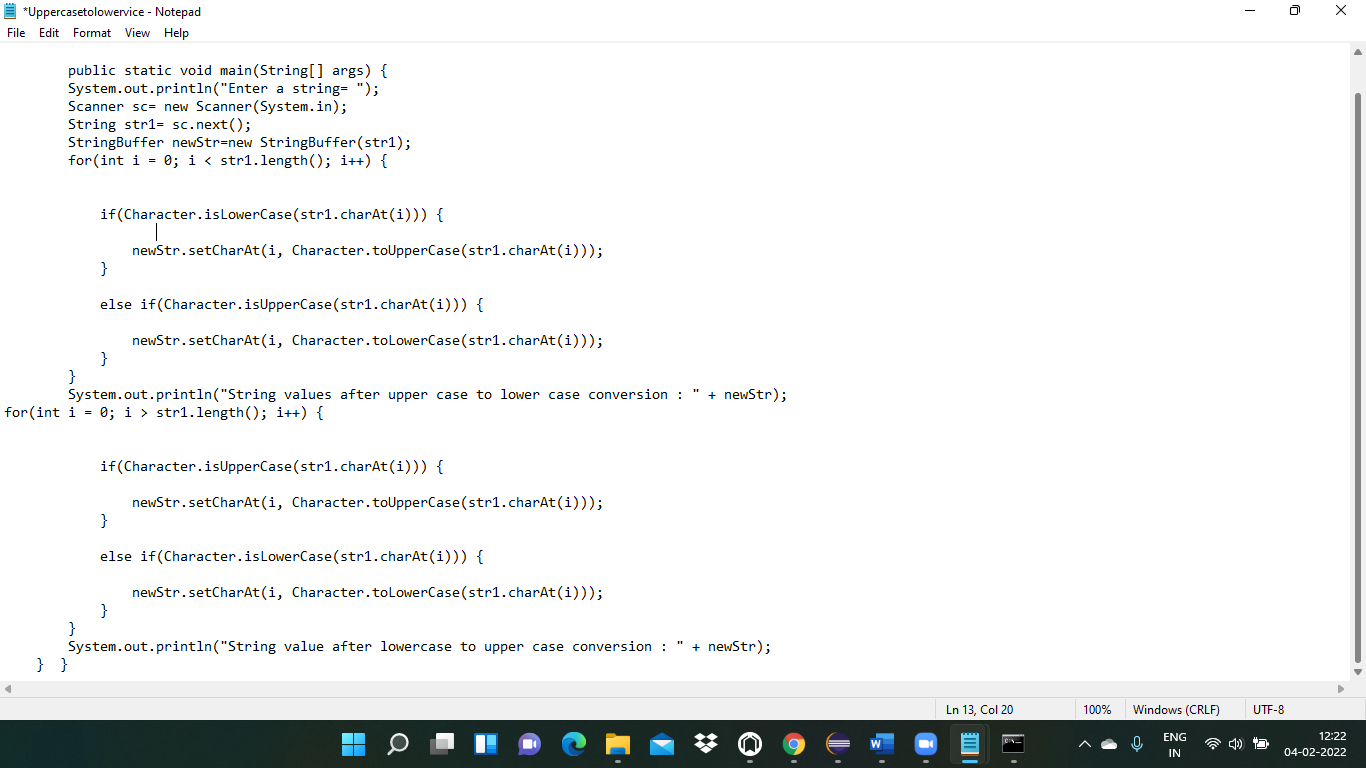 *Uppercasetolowervice - Notepad
File Edit Format View Help
public static void main(String[] args) {
System.out.println("Enter a string= ");
Scanner sc= new Scanner(System.in);
String str1= sc.next();
StringBuffer newStr=new StringBuffer(str1);
for(int i = 0; i < str1.length(); i++) {
if(Character.isLowerCase(str1.charAt(i))) {
newStr.setCharAt(i, Character.toUpperCase(str1.charAt(i)));
}
else if(Character.isUpperCase(str1.charAt(i))) {
newStr.setCharAt(i, Character.toLowerCase(str1.charAt(i)));
}
}
System.out.println("String values after upper case to lower case conversion : " + newStr);
for(int i = 0; i > str1.length(); i++) {
if(Character.isUpperCase(str1.charAt(i))) {
newStr.setCharAt(i, Character.toUpperCase(str1.charAt(i)));
}
else if(Character.isLowerCase(str1.charAt(i))) {
newStr.setCharAt(i, Character.toLowerCase(str1.charAt(i)));
}
}
System.out.println("String value after lowercase to upper case conversion : " + newStr);
} }
Ln 13, Col 20 100% Windows (CRLF) UTF-8
ENG
IN
12:22
04-02-2022